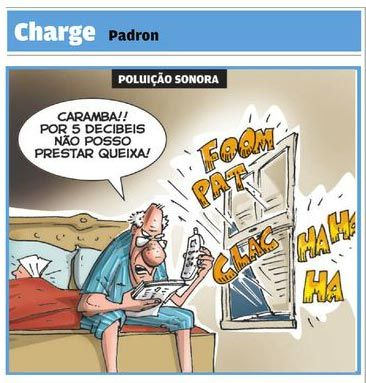 Charge Padron
POLUIÇÃO SONORA
CARAMBA!!
POR 5 DECIBEIS
NÃO POSSO
PRESTAR QUEIXA!
FOOM
PAT
CLAC
HA HA
HA